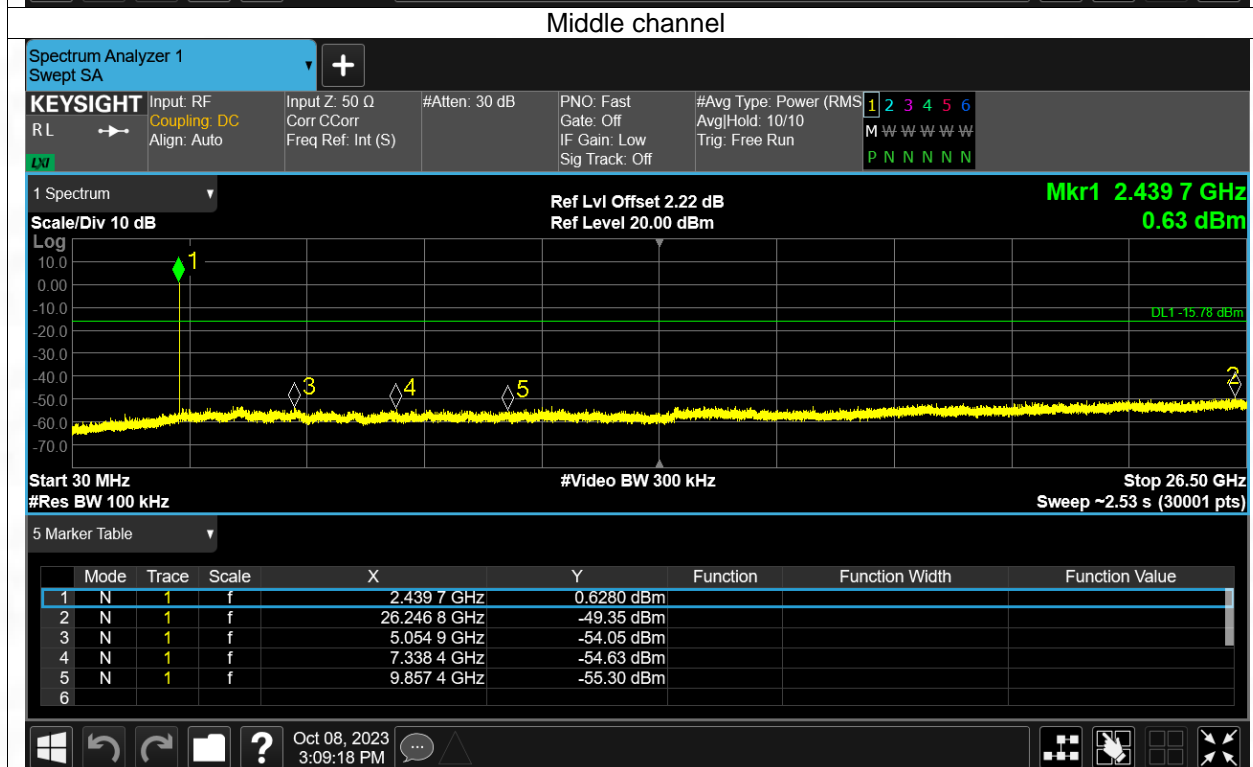 Middle channel
Spectrum Analyzer 1
Swept SA
+
KEYSIGHT Input: RF Input Z: 50 Ω #Atten: 30 dB PNO: Fast #Avg Type: Power (RMS 1 2 3 4 5 6
RL Coupling: DC Corr CCorr Gate: Off Avg|Hold: 10/10 M W W W W W
Align: Auto Freq Ref: Int (S) IF Gain: Low Trig: Free Run
LXI Sig Track: Off P N N N N N
1 Spectrum Ref Lvl Offset 2.22 dB Mkr1 2.439 7 GHz
Scale/Div 10 dB Ref Level 20.00 dBm 0.63 dBm
Log
10.0 1
0.00
-10.0 DL1 -15.78 dBm
-20.0
-30.0
-40.0 3 4 5 2
-50.0
-60.0
-70.0
Start 30 MHz #Video BW 300 kHz Stop 26.50 GHz
#Res BW 100 kHz Sweep ~2.53 s (30001 pts)
5 Marker Table
Mode Trace Scale X Y Function Function Width Function Value
1 N 1 f 2.439 7 GHz 0.6280 dBm
2 N 1 f 26.246 8 GHz -49.35 dBm
3 N 1 f 5.054 9 GHz -54.05 dBm
4 N 1 f 7.338 4 GHz -54.63 dBm
5 N 1 f 9.857 4 GHz -55.30 dBm
6
? Oct 08, 2023
3:09:18 PM